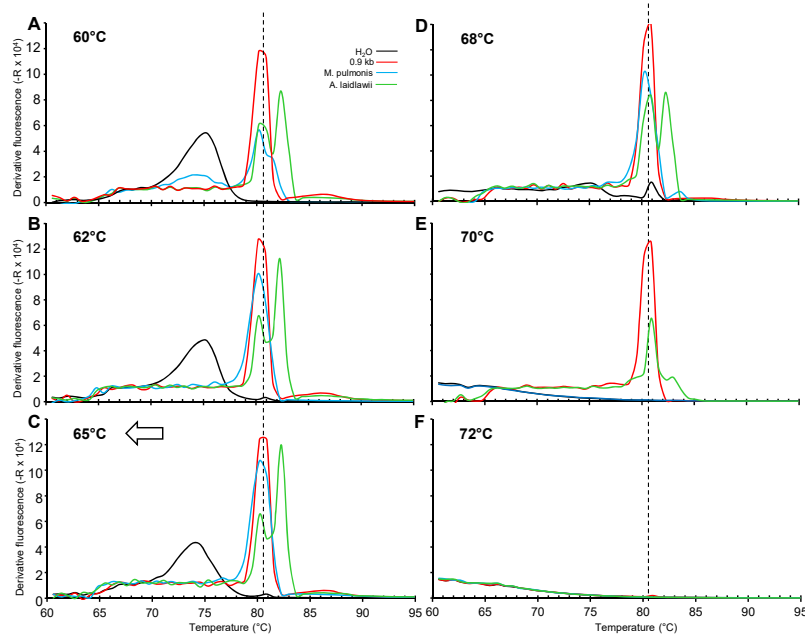 A
60°C
H₂O
0.9 kb
M. pulmonis
A. laidlawii
Derivative fluorescence (-R x 10⁴)
12
10
8
6
4
2
0
B
62°C
Derivative fluorescence (-R x 10⁴)
12
10
8
6
4
2
0
C
65°C
Derivative fluorescence (-R x 10⁴)
12
10
8
6
4
2
0
60 65 70 75 80 85 90 95
Temperature (°C)
D
68°C
E
70°C
F
72°C
60 65 70 75 80 85 90 95
Temperature (°C)